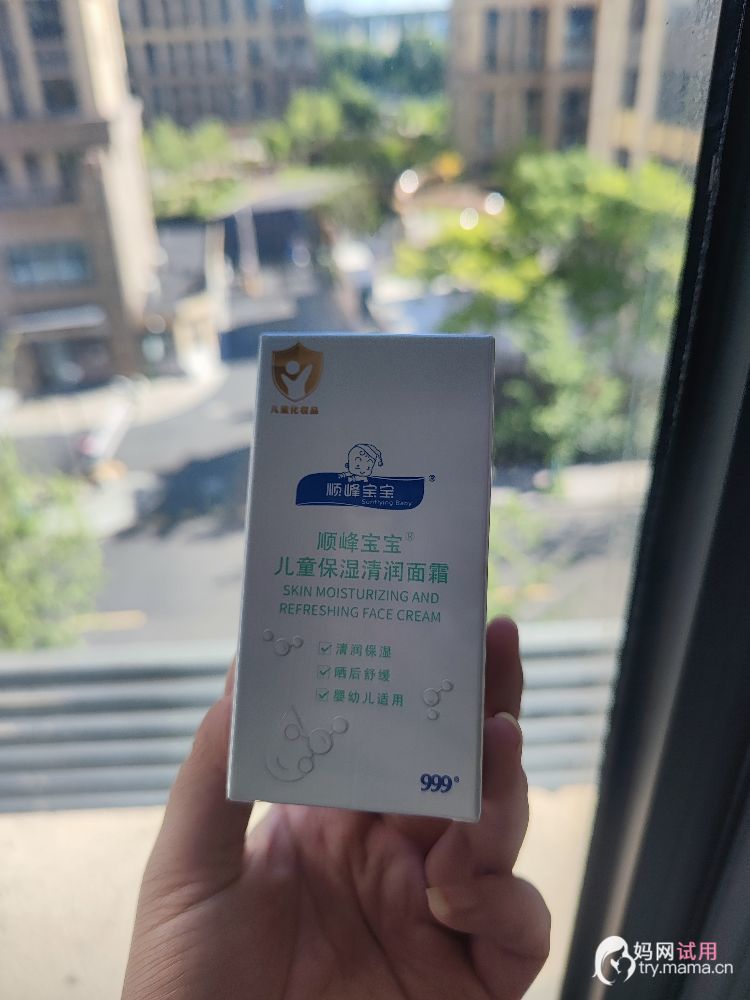 儿童化妆品
顺峰宝宝®
Sunflying Baby
顺峰宝宝®
儿童保湿清润面霜
SKIN MOISTURIZING AND
REFRESHING FACE CREAM
清润保湿
晒后舒缓
婴幼儿适用
999®
妈网试用
try.mama.cn